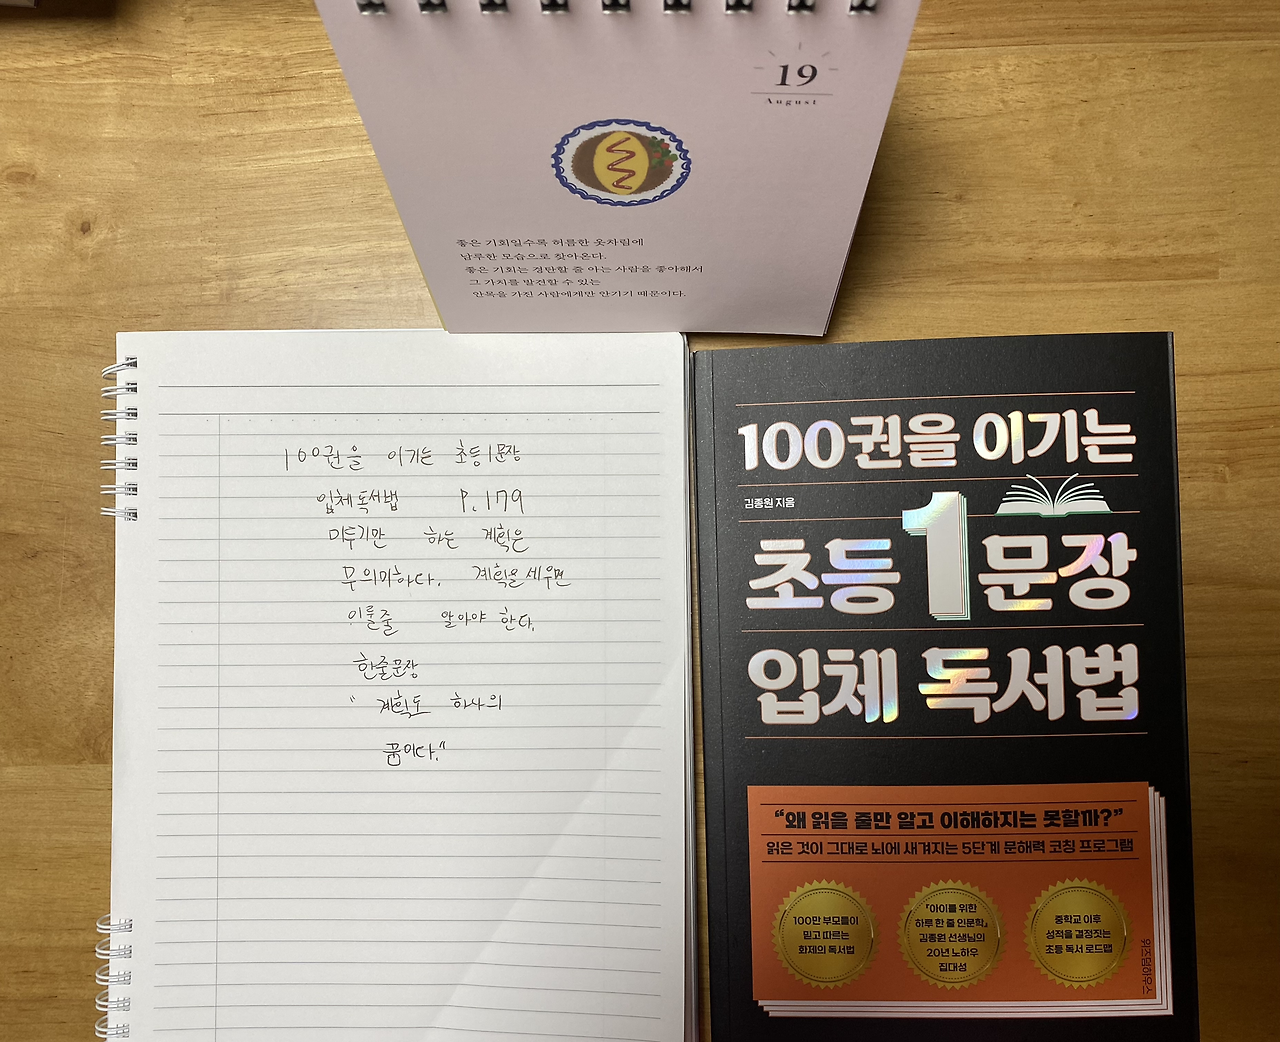 19
August
좋은 기회일수록 허름한 옷차림에
남루한 모습으로 찾아온다.
좋은 기회는 경탄할 줄 아는 사람을 좋아해서
그 가치를 발견할 수 있는
안목을 가진 사람에게만 안기기 때문이다.
100권을 이기는 초등1문장
입체독서법 P.179
미루기만 하는 계획은
무의미하다. 계획을 세우면
이룰줄 알아야 한다.
한줄문장
"계획도 하나의
꿈이다."
100권을 이기는
김종원 지음
초등 1 문장
입체 독서법
“왜 읽을 줄만 알고 이해하지는 못할까?”
읽은 것이 그대로 뇌에 새겨지는 5단계 문해력 코칭 프로그램
100만 부모들이
믿고 따르는
화제의 독서법
『아이를 위한
하루 한 줄 인문학』
김종원 선생님의
20년 노하우
집대성
중학교 이후
성적을 결정짓는
초등 독서 로드맵
위즈덤하우스